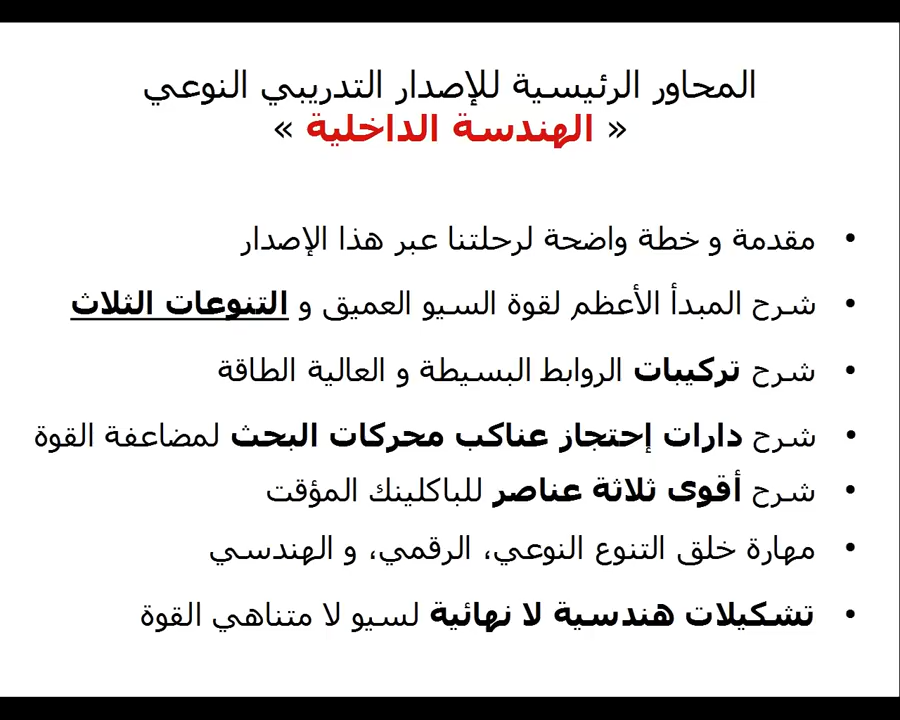 المحاور الرئيسية للإصدار التدريبي النوعي
« الهندسة الداخلية »
• مقدمة و خطة واضحة لرحلتنا عبر هذا الإصدار
• شرح المبدأ الأعظم لقوة السيو العميق و التنوعات الثلاث
• شرح تركيبات الروابط البسيطة و العالية الطاقة
• شرح دارات إحتجاز عناكب محركات البحث لمضاعفة القوة
• شرح أقوى ثلاثة عناصر للباكلينك المؤقت
• مهارة خلق التنوع النوعي، الرقمي، و الهندسي
• تشكيلات هندسية لا نهائية لسيو لا متناهي القوة